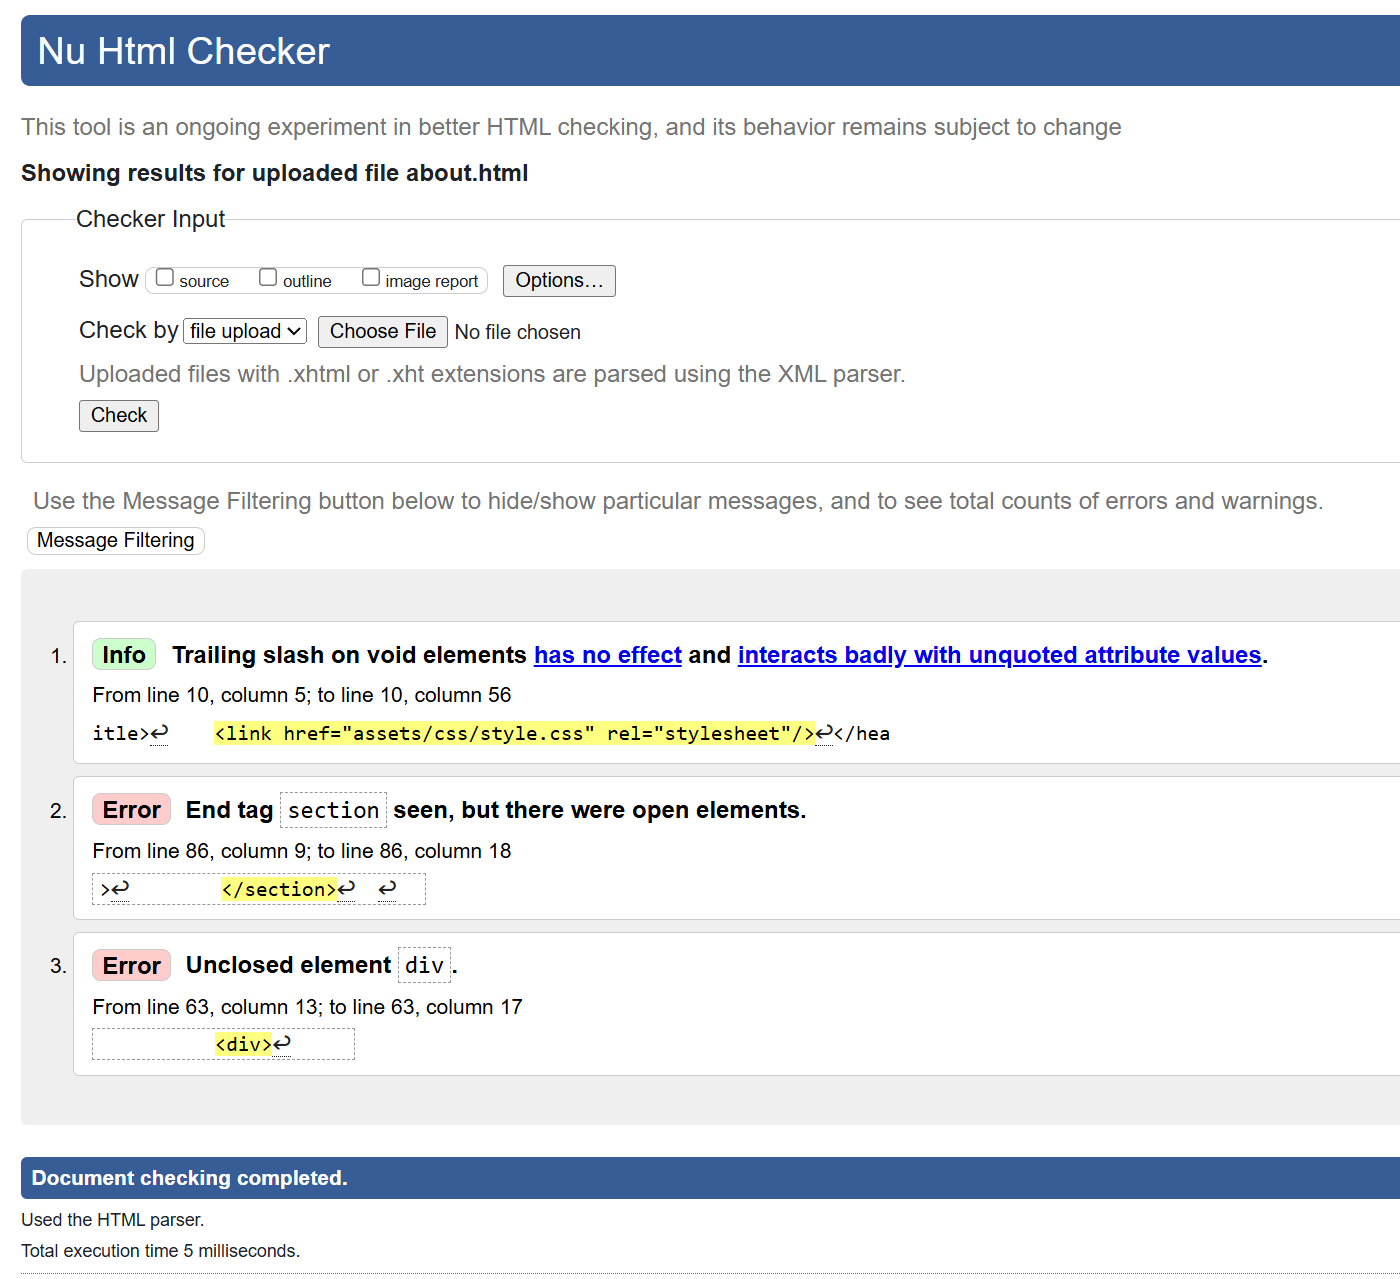 Nu Html Checker
This tool is an ongoing experiment in better HTML checking, and its behavior remains subject to change
Showing results for uploaded file about.html
Checker Input
Show source outline image report Options...
Check by file upload Choose File No file chosen
Uploaded files with .xhtml or .xht extensions are parsed using the XML parser.
Check
Use the Message Filtering button below to hide/show particular messages, and to see total counts of errors and warnings.
Message Filtering
1. Info Trailing slash on void elements has no effect and interacts badly with unquoted attribute values.
From line 10, column 5; to line 10, column 56
itle>↩ <link href="assets/css/style.css" rel="stylesheet"/>↩</hea
2. Error End tag section seen, but there were open elements.
From line 86, column 9; to line 86, column 18
>↩ </section>↩ ↩
3. Error Unclosed element div.
From line 63, column 13; to line 63, column 17
<div>↩
Document checking completed.
Used the HTML parser.
Total execution time 5 milliseconds.